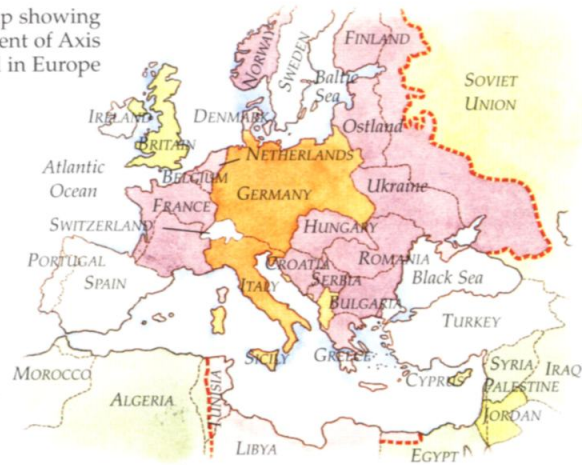 p showing
ent of Axis
l in Europe
NORWAY
SWEDEN
FINLAND
Baltic
Sea
SOVIET
UNION
IRELAND
BRITAIN
DENMARK
Ostland
NETHERLANDS
BELGIUM
Atlantic
Ocean
GERMANY
Ukraine
FRANCE
SWITZERLAND
HUNGARY
PORTUGAL
SPAIN
CROATIA
ROMANIA
SERBIA
Black Sea
ITALY
BULGARIA
TURKEY
SICILY
GREECE
CYPRUS
SYRIA
IRAQ
PALESTINE
MOROCCO
ALGERIA
TUNISIA
JORDAN
LIBYA
EGYPT